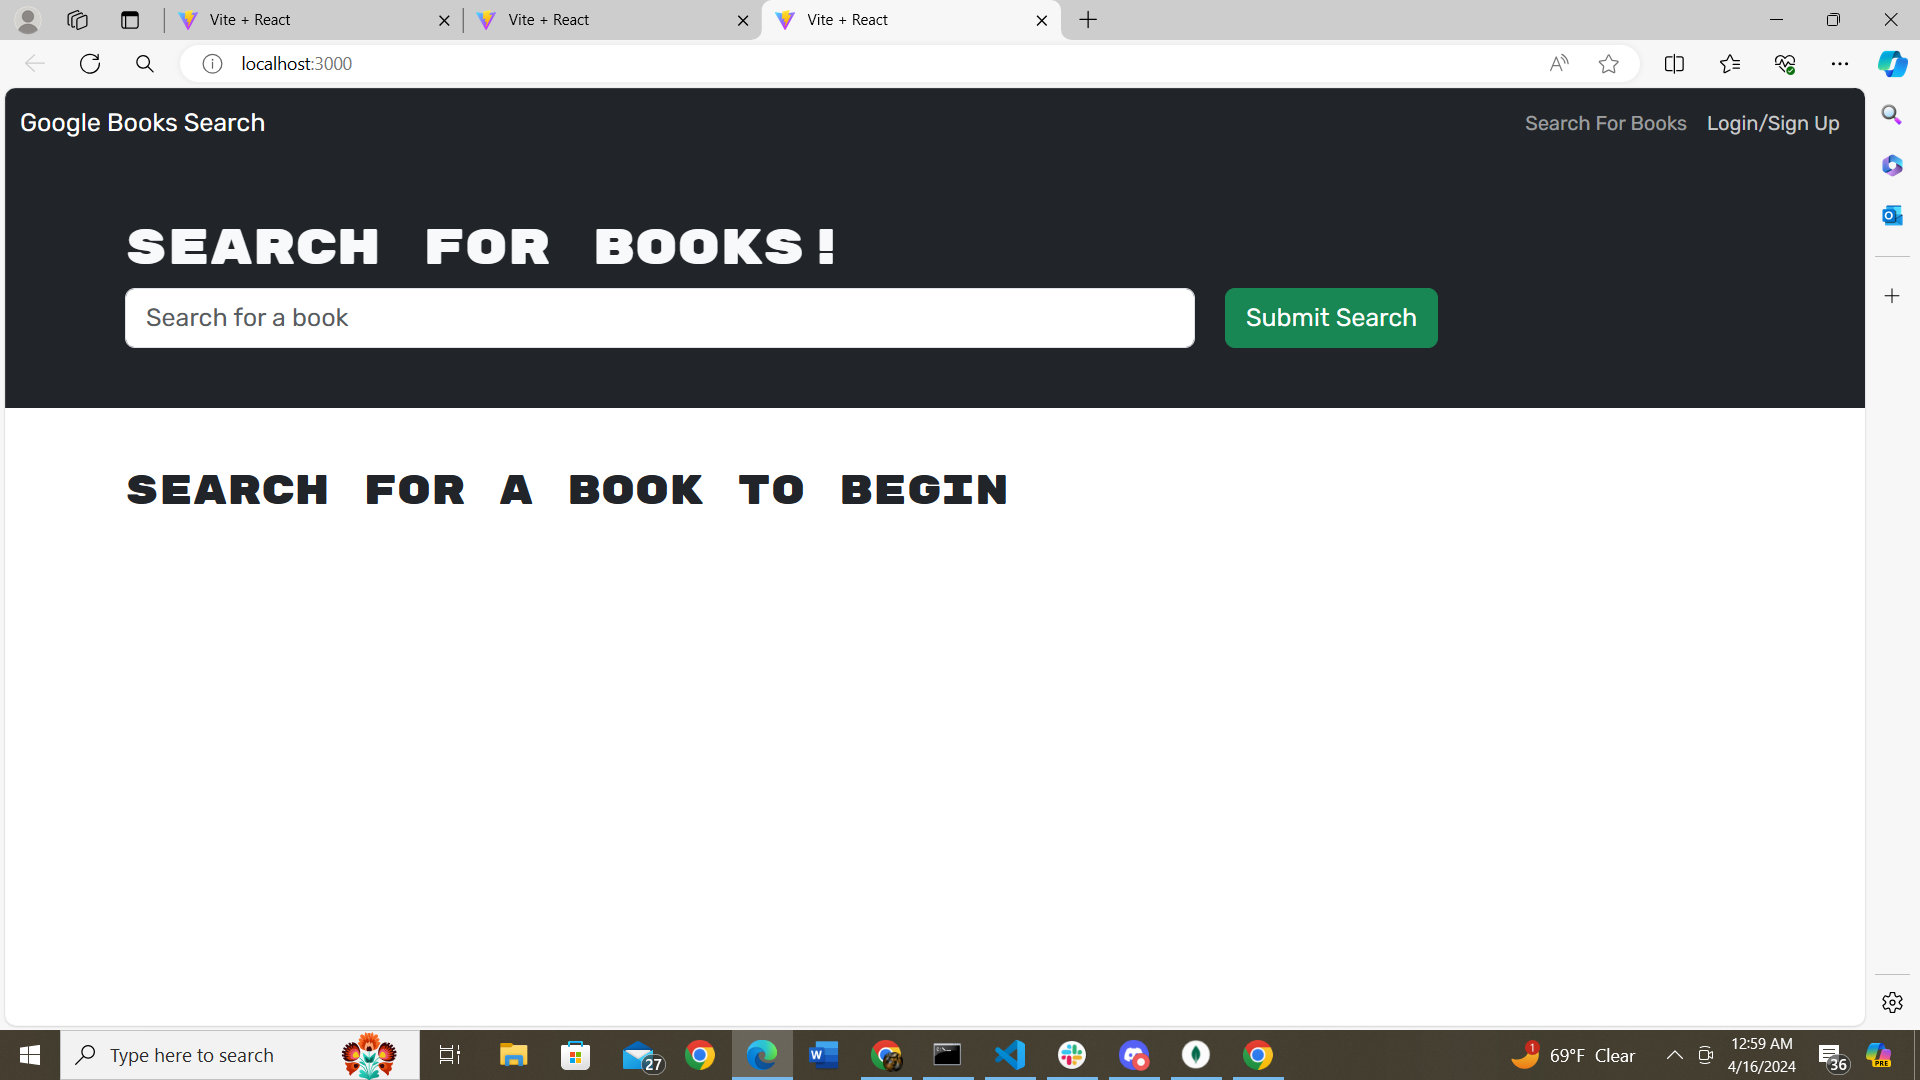 Vite + React
Vite + React
Vite + React
localhost:3000
Google Books Search
Search For Books
Login/Sign Up
SEARCH FOR BOOKS!
Search for a book
Submit Search
SEARCH FOR A BOOK TO BEGIN
Type here to search
27
1
69°F Clear
12:59 AM
4/16/2024
36
PRE